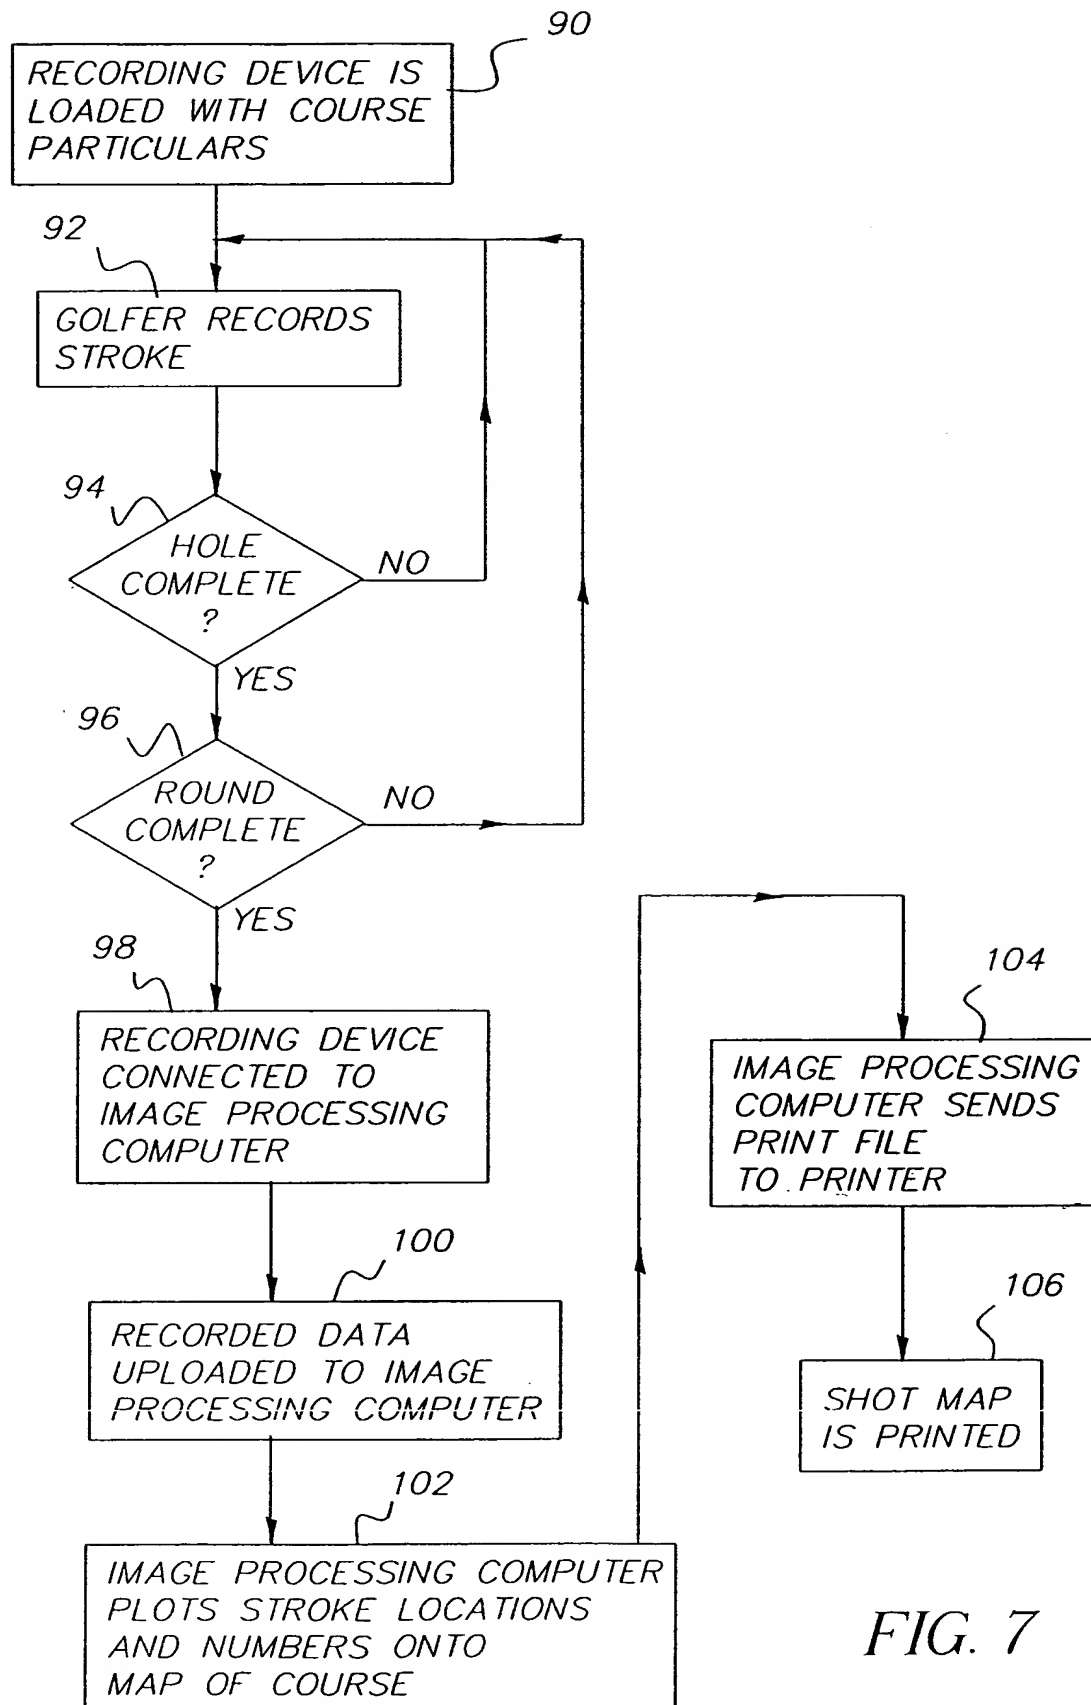 90
RECORDING DEVICE IS
LOADED WITH COURSE
PARTICULARS
92
GOLFER RECORDS
STROKE
94
HOLE
COMPLETE
?
NO
YES
96
ROUND
COMPLETE
?
NO
YES
98
RECORDING DEVICE
CONNECTED TO
IMAGE PROCESSING
COMPUTER
100
RECORDED DATA
UPLOADED TO IMAGE
PROCESSING COMPUTER
102
IMAGE PROCESSING COMPUTER
PLOTS STROKE LOCATIONS
AND NUMBERS ONTO
MAP OF COURSE
104
IMAGE PROCESSING
COMPUTER SENDS
PRINT FILE
TO PRINTER
106
SHOT MAP
IS PRINTED
FIG. 7